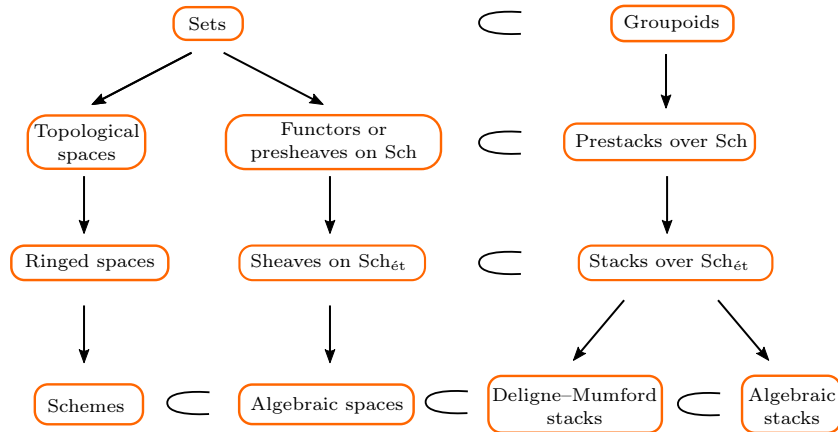 Sets
Groupoids
Topological
spaces
Functors or
presheaves on Sch
Prestacks over Sch
Ringed spaces
Sheaves on Schét
Stacks over Schét
Schemes
Algebraic spaces
Deligne–Mumford
stacks
Algebraic
stacks